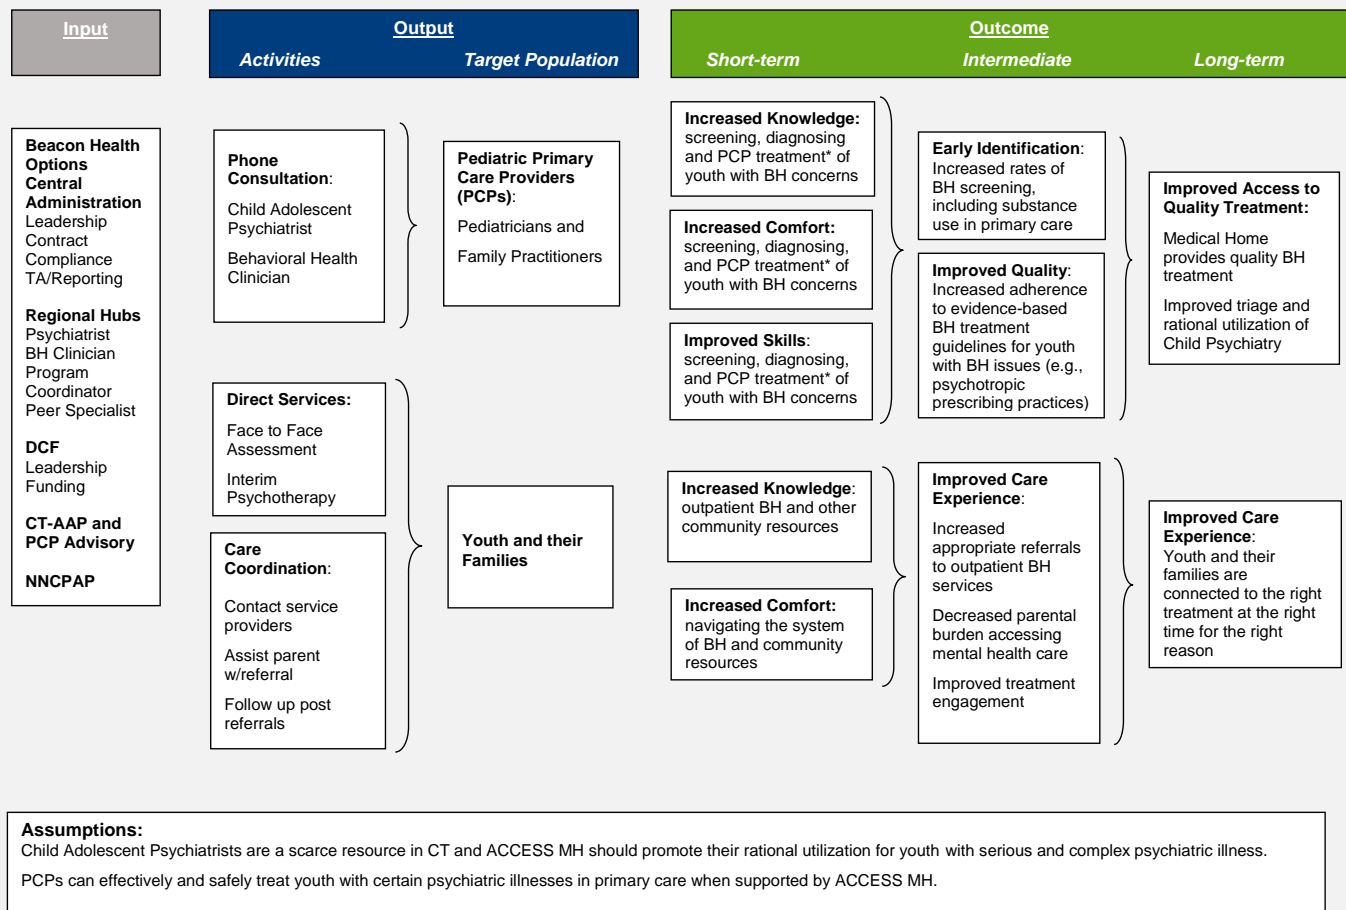 Input
Output
Activities
Target Population
Outcome
Short-term
Intermediate
Long-term
Beacon Health
Options
Central
Administration
Leadership
Contract
Compliance
TA/Reporting
Regional Hubs
Psychiatrist
BH Clinician
Program
Coordinator
Peer Specialist
DCF
Leadership
Funding
CT-AAP and
PCP Advisory
NNCPAP
Phone
Consultation:
Child Adolescent
Psychiatrist
Behavioral Health
Clinician
Direct Services:
Face to Face
Assessment
Interim
Psychotherapy
Care
Coordination:
Contact service
providers
Assist parent
w/referral
Follow up post
referrals
Pediatric Primary
Care Providers
(PCPs):
Pediatricians and
Family Practitioners
Youth and their
Families
Increased Knowledge:
screening, diagnosing
and PCP treatment* of
youth with BH concerns
Increased Comfort:
screening, diagnosing,
and PCP treatment* of
youth with BH concerns
Improved Skills:
screening, diagnosing,
and PCP treatment* of
youth with BH concerns
Increased Knowledge:
outpatient BH and other
community resources
Increased Comfort:
navigating the system
of BH and community
resources
Early Identification:
Increased rates of
BH screening,
including substance
use in primary care
Improved Quality:
Increased adherence
to evidence-based
BH treatment
guidelines for youth
with BH issues (e.g.,
psychotropic
prescribing practices)
Improved Care
Experience:
Increased
appropriate referrals
to outpatient BH
services
Decreased parental
burden accessing
mental health care
Improved treatment
engagement
Improved Access to
Quality Treatment:
Medical Home
provides quality BH
treatment
Improved triage and
rational utilization of
Child Psychiatry
Improved Care
Experience:
Youth and their
families are
connected to the right
treatment at the right
time for the right
reason
Assumptions:
Child Adolescent Psychiatrists are a scarce resource in CT and ACCESS MH should promote their rational utilization for youth with serious and complex psychiatric illness.
PCPs can effectively and safely treat youth with certain psychiatric illnesses in primary care when supported by ACCESS MH.